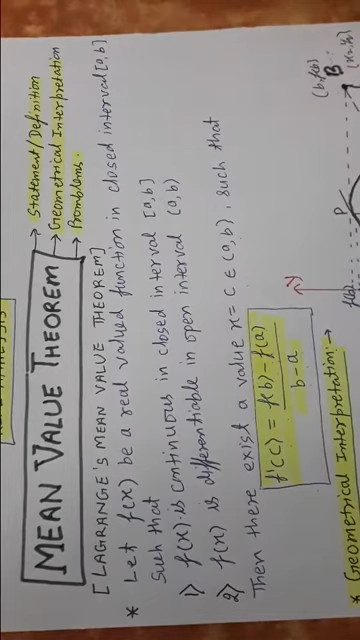 MEAN VALUE THEOREM
→ Statement/Definition
→ Geometrical Interpretation
→ Bromblems.
[LAGRANGE'S MEAN VALUE THEOREM]
* Let f(x) be a real valued function in closed interval [a,b]
Such that
1) f(x) is continuous in closed interval [a,b]
2) f(x) is differentiable in open interval (a,b)
Then there exist a value x = c ∈ (a,b), such that
f'(c) = f(b) - f(a) / b - a
* Geometrical Interpretation:→
Y
P
(b, f(b))
B